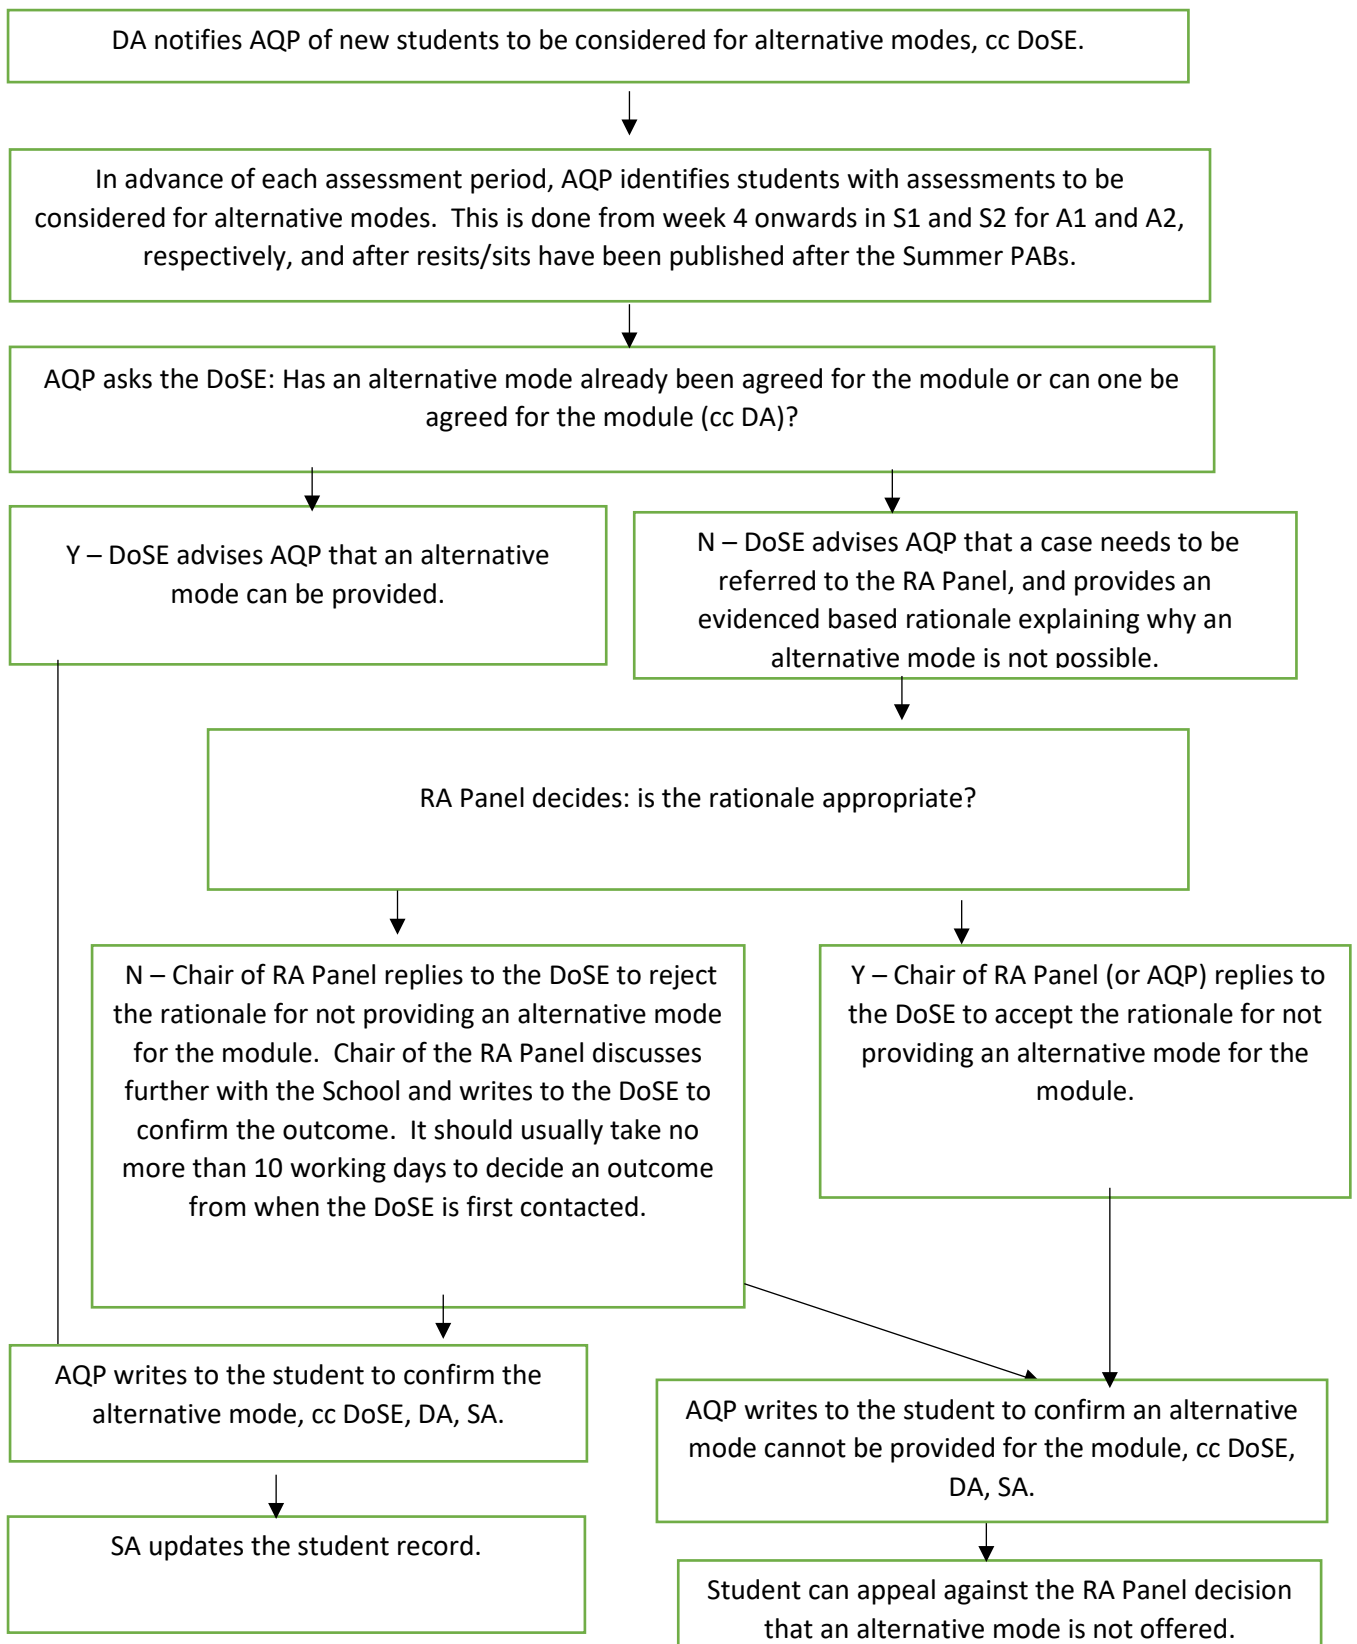 DA notifies AQP of new students to be considered for alternative modes, cc DoSE.
In advance of each assessment period, AQP identifies students with assessments to be
considered for alternative modes.  This is done from week 4 onwards in S1 and S2 for A1 and A2,
respectively, and after resits/sits have been published after the Summer PABs.
AQP asks the DoSE: Has an alternative mode already been agreed for the module or can one be
agreed for the module (cc DA)?
Y – DoSE advises AQP that an alternative
mode can be provided.
N – DoSE advises AQP that a case needs to be
referred to the RA Panel, and provides an
evidenced based rationale explaining why an
alternative mode is not possible.
RA Panel decides: is the rationale appropriate?
N – Chair of RA Panel replies to the DoSE to reject
the rationale for not providing an alternative mode
for the module.  Chair of the RA Panel discusses
further with the School and writes to the DoSE to
confirm the outcome.  It should usually take no
more than 10 working days to decide an outcome
from when the DoSE is first contacted.
Y – Chair of RA Panel (or AQP) replies to
the DoSE to accept the rationale for not
providing an alternative mode for the
module.
AQP writes to the student to confirm the
alternative mode, cc DoSE, DA, SA.
AQP writes to the student to confirm an alternative
mode cannot be provided for the module, cc DoSE,
DA, SA.
SA updates the student record.
Student can appeal against the RA Panel decision
that an alternative mode is not offered.